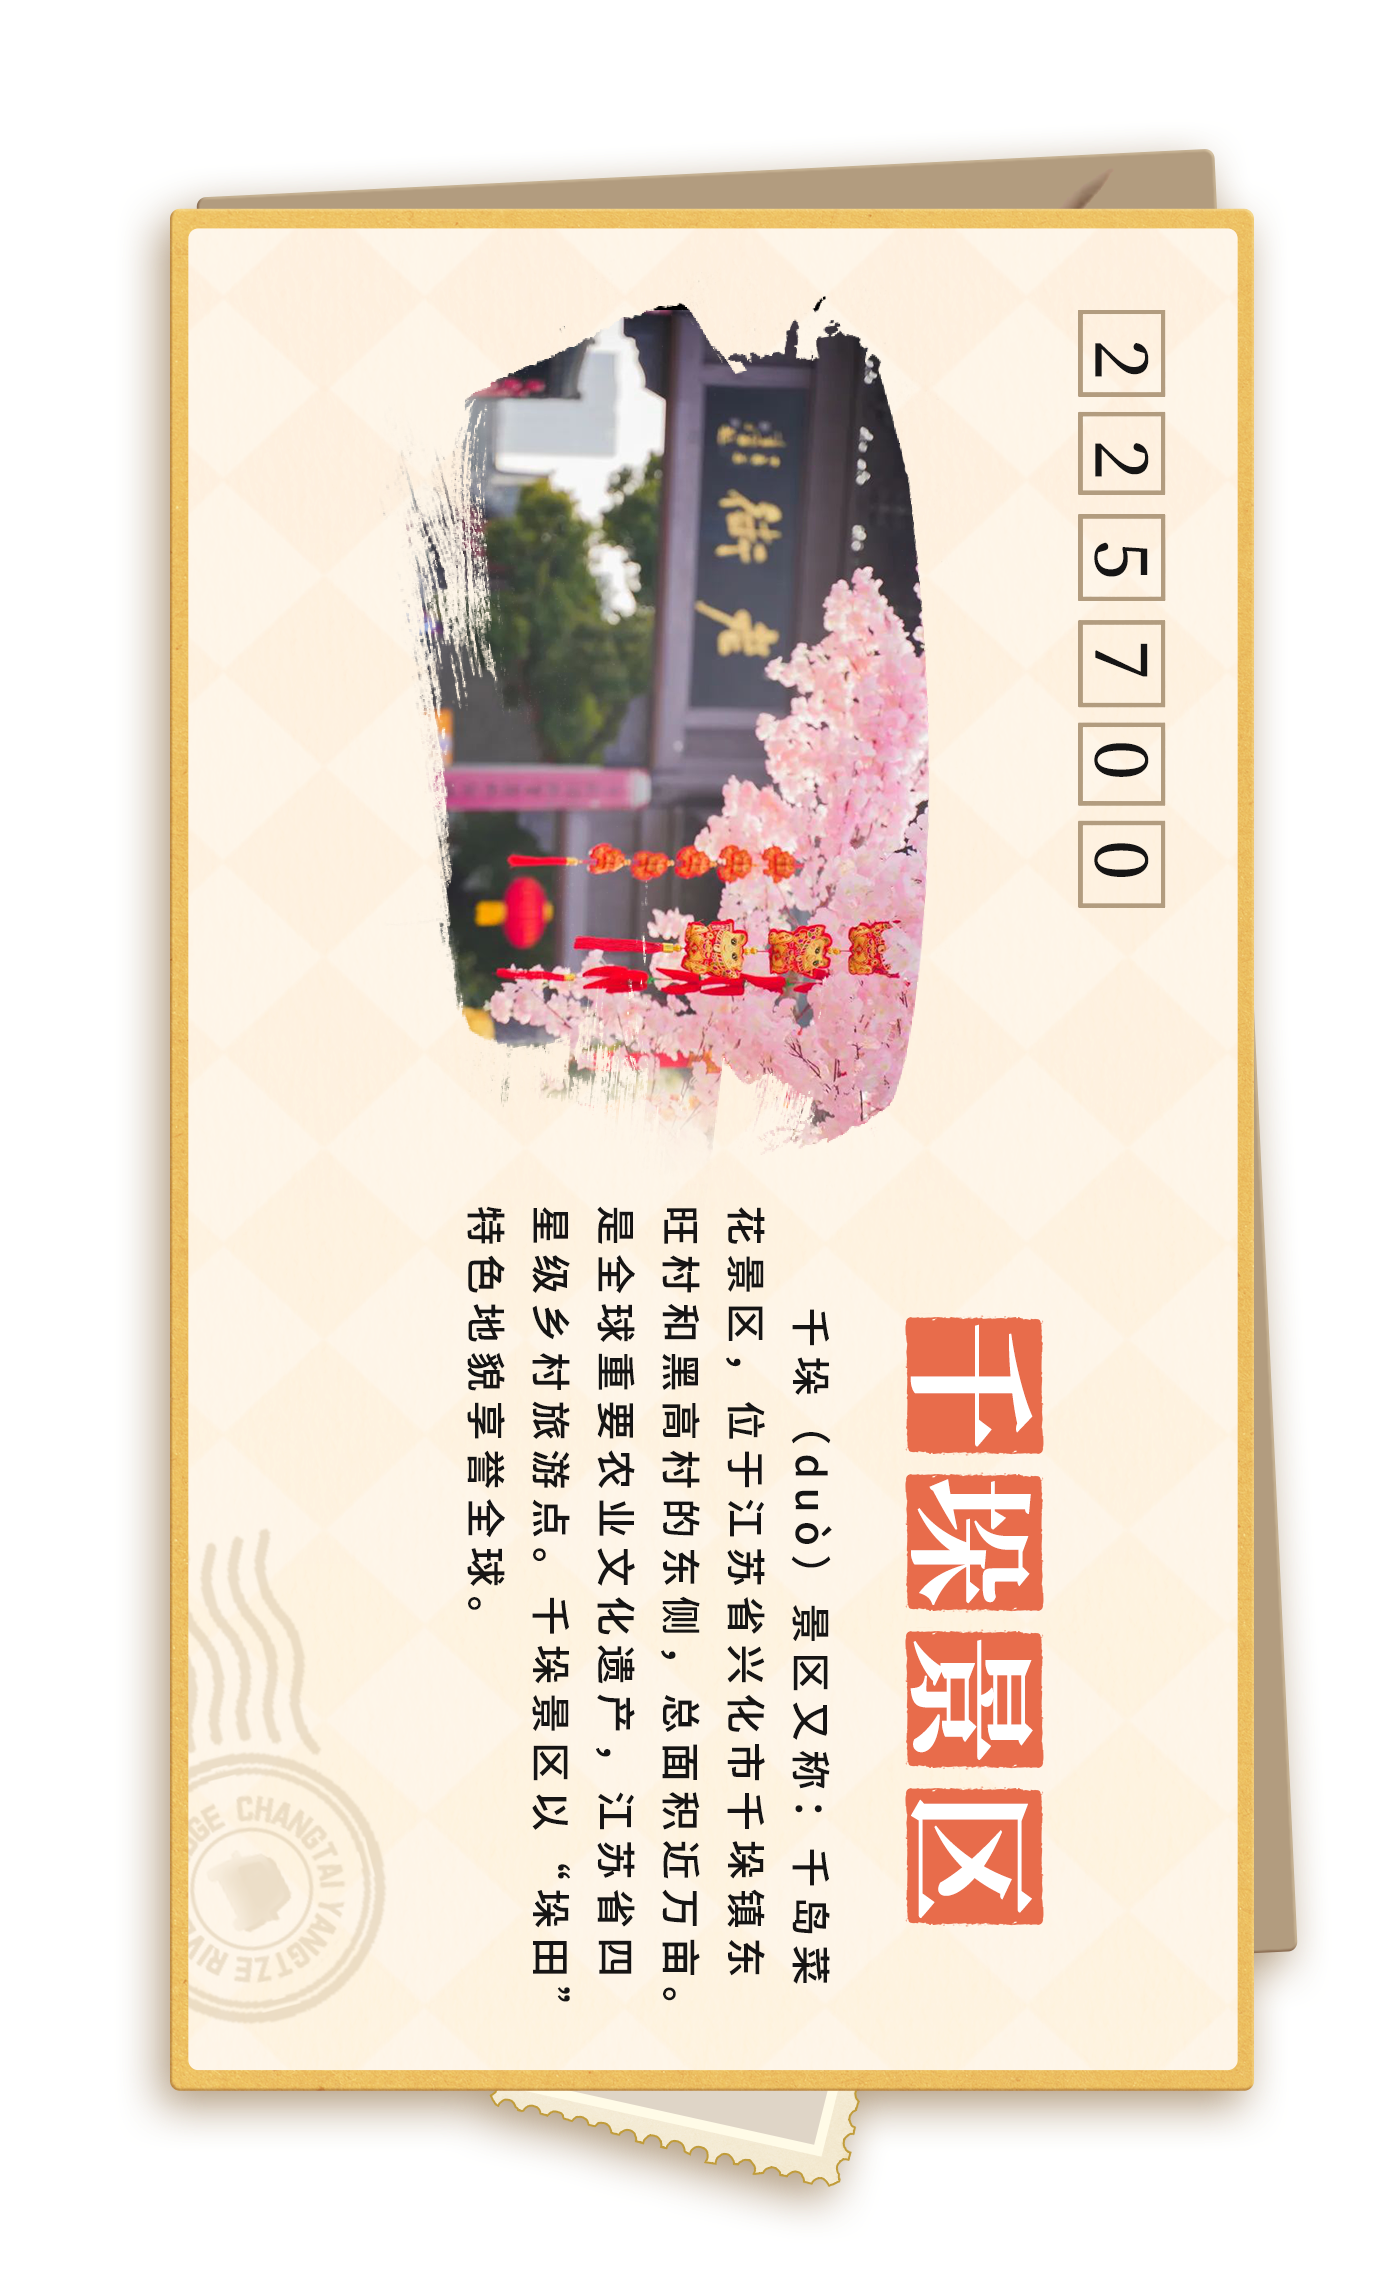 225700
千垛景区
千垛（duò）景区又称：千岛菜
花景区，位于江苏省兴化市千垛镇东
旺村和黑高村的东侧，总面积近万亩。
是全球重要农业文化遗产，江苏省四
星级乡村旅游点。千垛景区以“垛田”
特色地貌享誉全球。
CHANGTAI YANGTZE